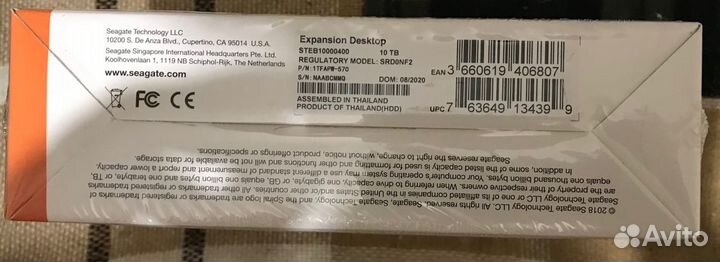 Seagate Technology LLC
10200 S. De Anza Blvd., Cupertino, CA 95014 U.S.A.
Seagate Singapore International Headquarters Pte. Ltd.
Koolhovenlaan 1, 1119 NB Schiphol-Rijk, The Netherlands
www.seagate.com
CE FC
Expansion Desktop
STEB10000400 10 TB
REGULATORY MODEL: SRD0NF2
P/N: 1TFAPW-570
S/N: NAABCMMQ DOM: 08/2020
ASSEMBLED IN THAILAND
PRODUCT OF THAILAND(HDD)
EAN 3 660619 406807
UPC 7 63649 13439 9
© 2018 Seagate Technology LLC. All rights reserved. Seagate, Seagate Technology, and the Spiral logo are registered trademarks
of Seagate Technology LLC or one of its affiliated companies in the United States and/or other countries. All other trademarks or registered trademarks
are the property of their respective owners. When referring to drive capacity, one gigabyte, or GB, equals one billion bytes and one terabyte, or TB,
equals one thousand billion bytes. Your computer's operating system may use a different standard of measurement and report a lower capacity.
In addition, some of the listed capacity is used for formatting and other functions and will not be available for data storage.
Seagate reserves the right to change, without notice, product offerings or specifications.
Avito